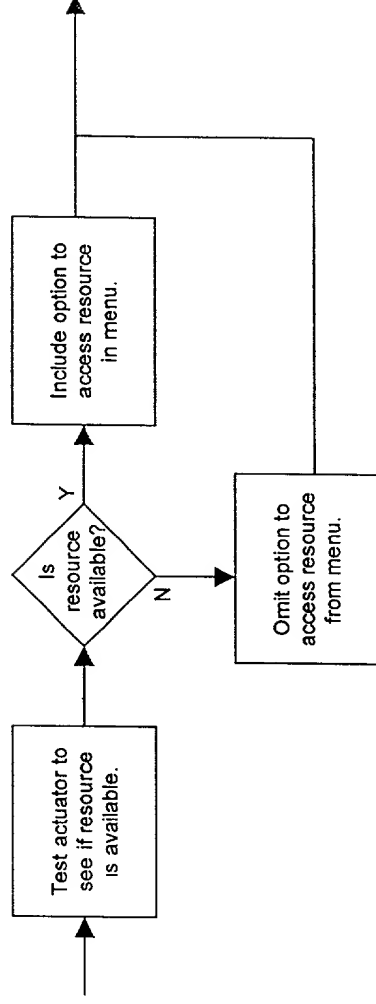 Test actuator to
see if resource
is available.
Is
resource
available?
Y
N
Include option to
access resource
in menu.
Omit option to
access resource
from menu.